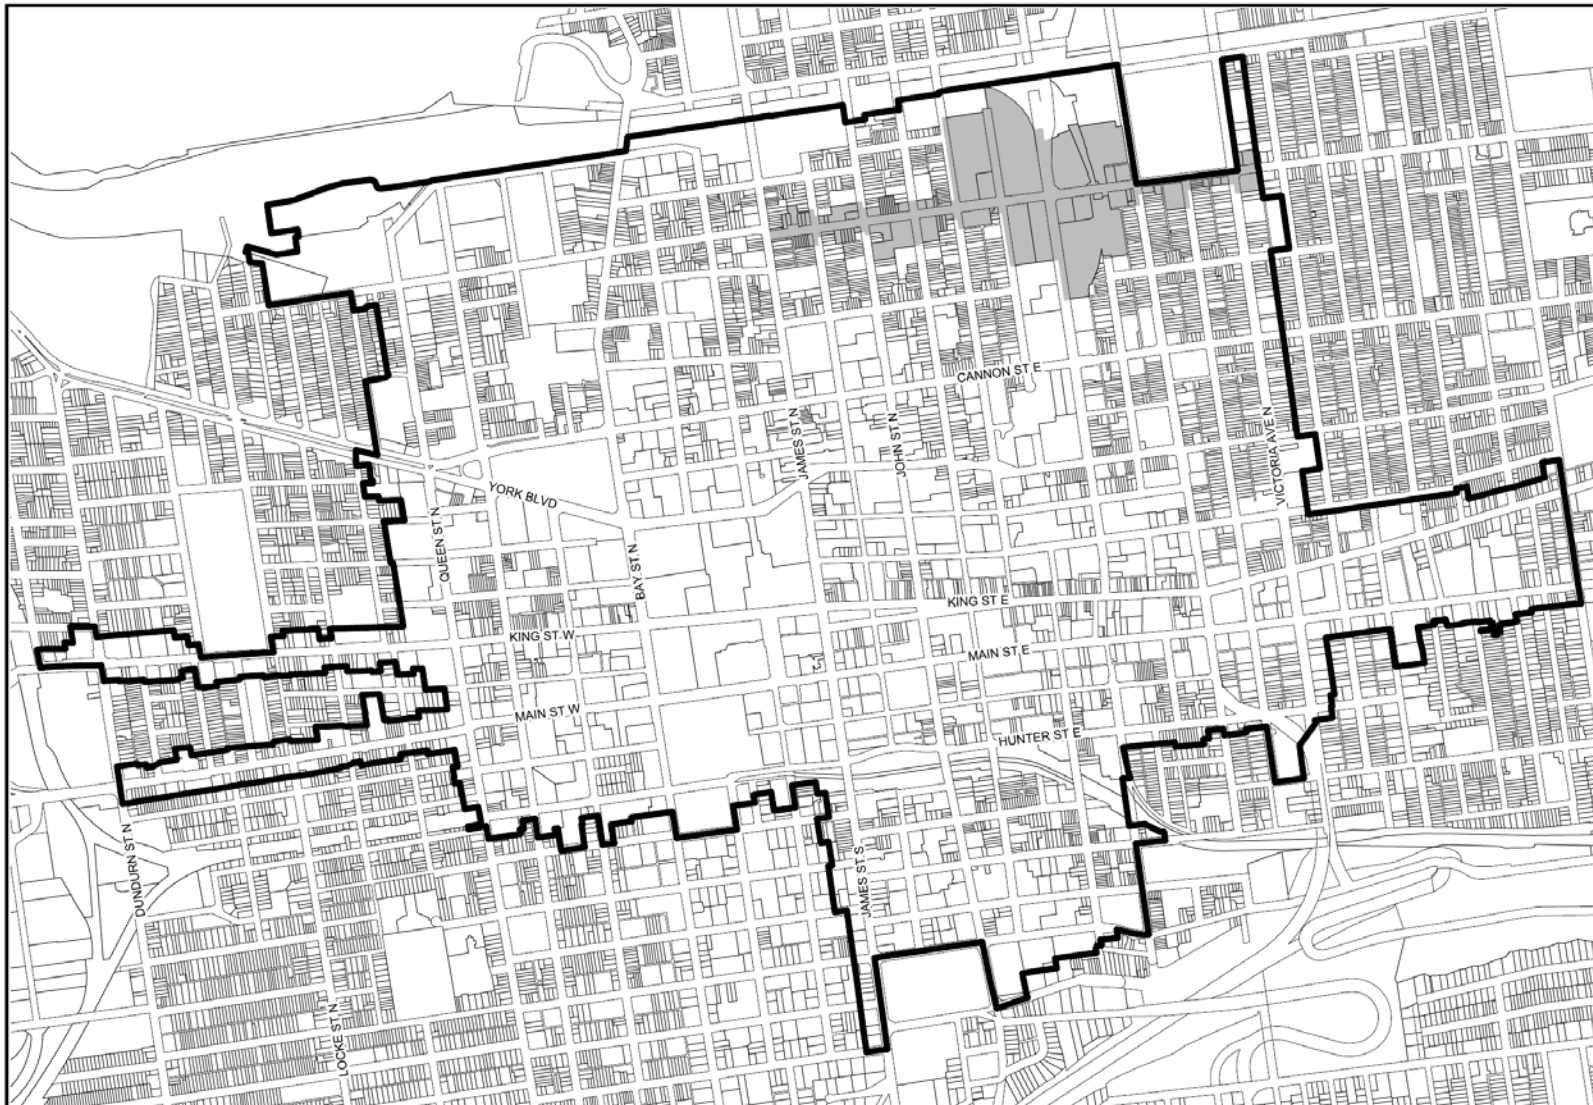 CANNON ST E
JAMES ST N
JOHN ST N
VICTORIA AVE N
YORK BLVD
QUEEN ST N
BAY ST N
KING ST E
KING ST W
MAIN ST E
MAIN ST W
HUNTER ST E
DUNDURN ST N
JAMES ST S
LOCKE ST N